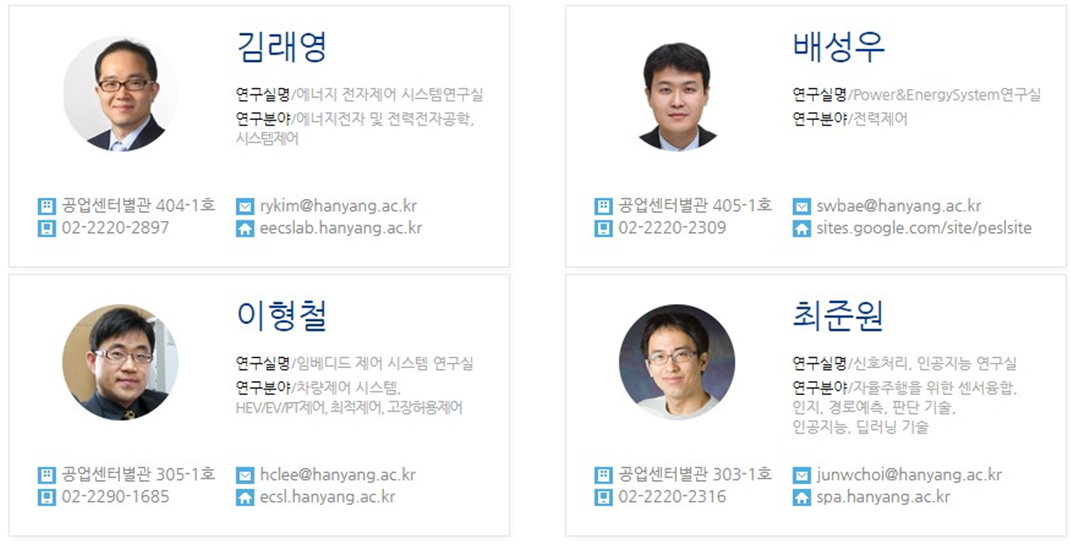 김래영
연구실명/에너지 전자제어 시스템연구실
연구분야/에너지전자 및 전력전자공학,
시스템제어
공업센터별관 404-1호
rykim@hanyang.ac.kr
02-2220-2897
eecslab.hanyang.ac.kr
배성우
연구실명/Power&EnergySystem연구실
연구분야/전력제어
공업센터별관 405-1호
swbae@hanyang.ac.kr
02-2220-2309
sites.google.com/site/peslsite
이형철
연구실명/임베디드 제어 시스템 연구실
연구분야/차량제어 시스템,
HEV/EV/PT제어, 최적제어, 고장허용제어
공업센터별관 305-1호
hclee@hanyang.ac.kr
02-2290-1685
ecsl.hanyang.ac.kr
최준원
연구실명/신호처리, 인공지능 연구실
연구분야/자율주행을 위한 센서융합,
인지, 경로예측, 판단 기술,
인공지능, 딥러닝 기술
공업센터별관 303-1호
junwchoi@hanyang.ac.kr
02-2220-2316
spa.hanyang.ac.kr